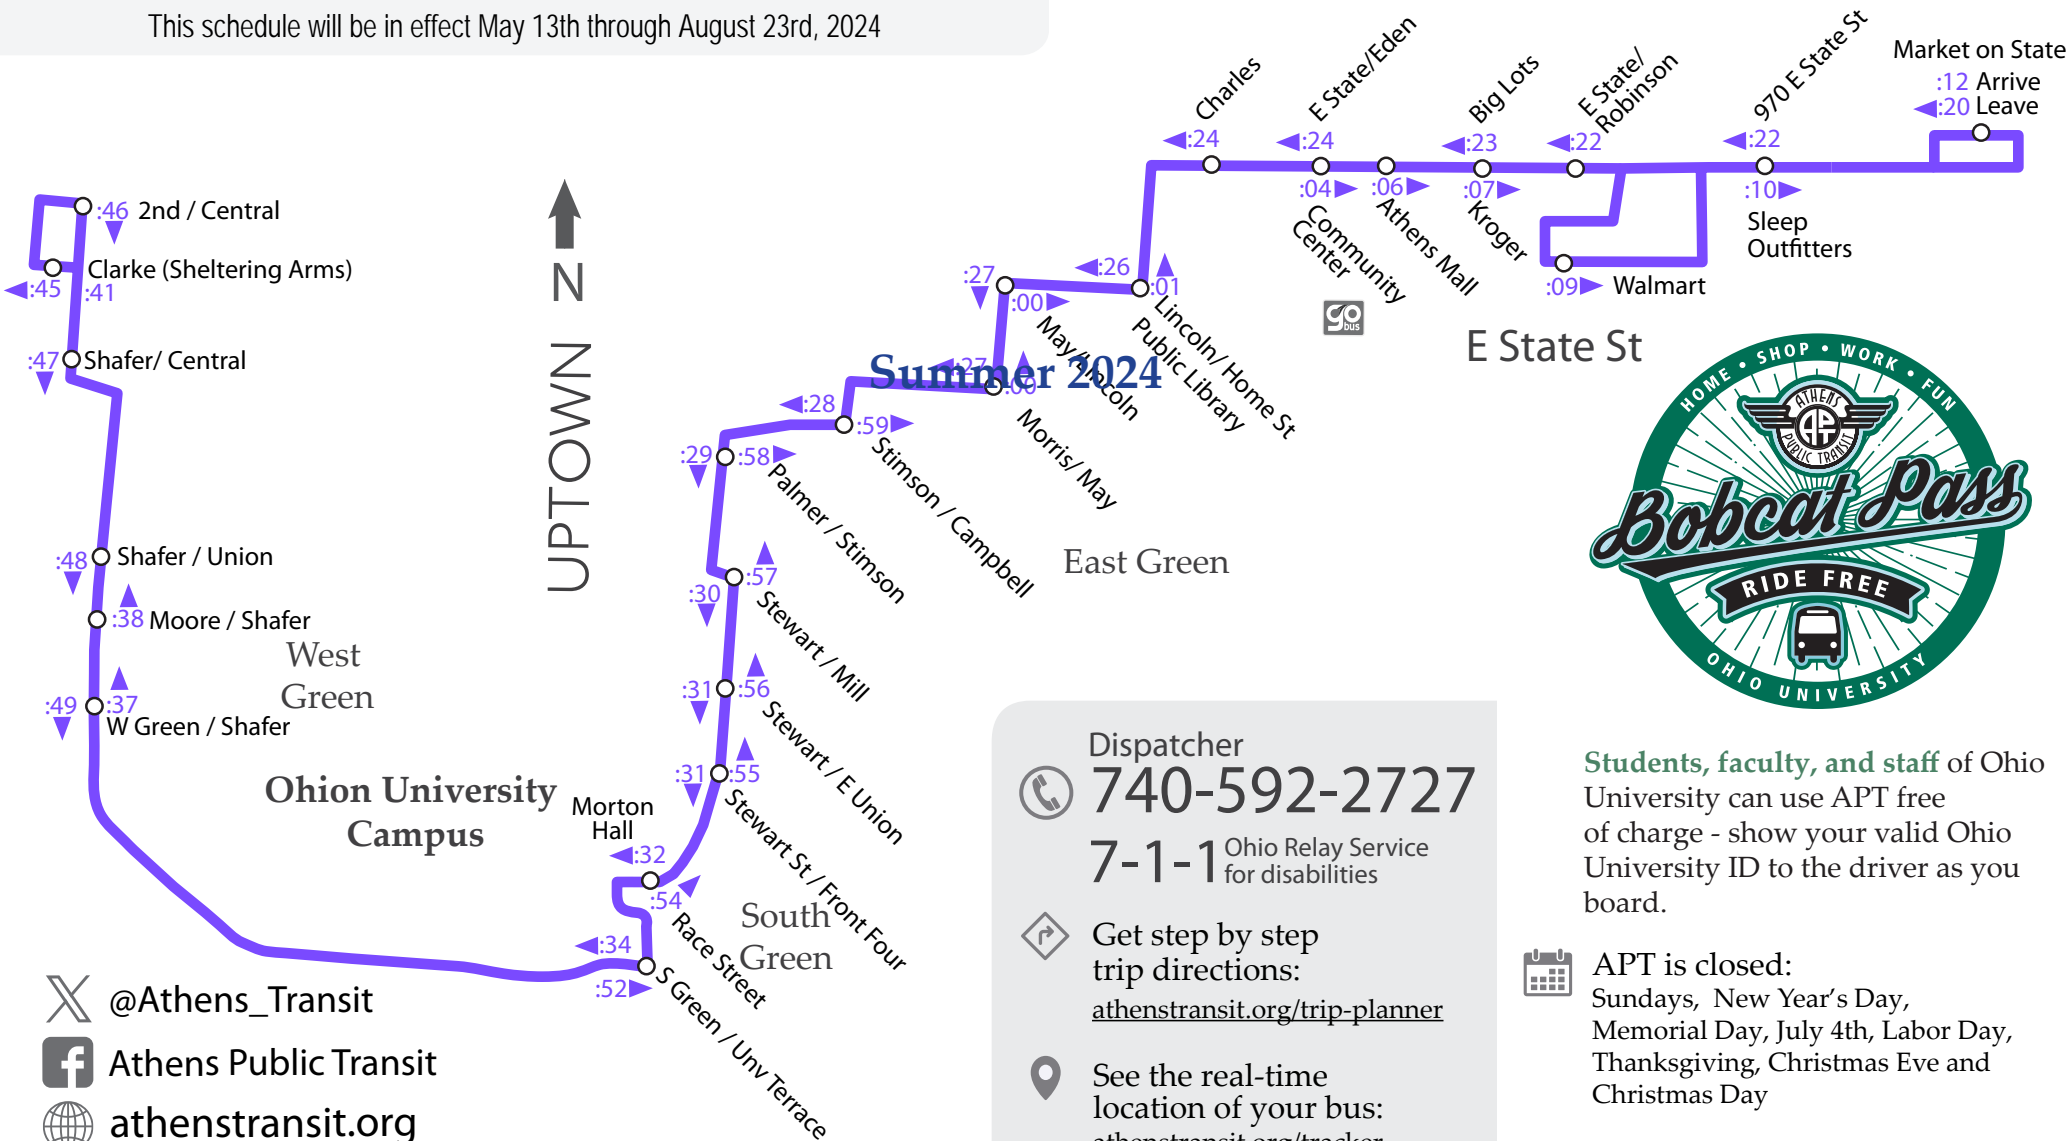 This schedule will be in effect May 13th through August 23rd, 2024
Market on State
:12 Arrive
:20 Leave
970 E State St
:22
:10
Sleep
Outfitters
E State/
Robinson
:22
Big Lots
:23
:07
Kroger
:09
Walmart
E State/Eden
:24
:04
Community
Center
go
bus
:06
Athens Mall
Charles
:24
E State St
:26
:01
Lincoln/ Home St
Public Library
:27
:00
May/Lincoln
Summer 2024
:27
:00
Morris/ May
:28
:59
Stimson / Campbell
:29
:58
Palmer / Stimson
East Green
:57
:30
Stewart / Mill
:31
:56
Stewart / E Union
:31
:55
Stewart St / Front Four
Morton
Hall
:32
:54
Race Street
South
Green
:34
:52
S Green / Unv Terrace
UPTOWN N
:46 2nd / Central
Clarke (Sheltering Arms)
:45
:41
:47
Shafer/ Central
:48
Shafer / Union
:38 Moore / Shafer
West
Green
:49
:37
W Green / Shafer
Ohion University
Campus
@Athens_Transit
Athens Public Transit
athenstransit.org
Dispatcher
740-592-2727
7-1-1 Ohio Relay Service
for disabilities
Get step by step
trip directions:
athenstransit.org/trip-planner
See the real-time
location of your bus:
athenstransit.org/tracker
HOME • SHOP • WORK • FUN
ATHENS
APT
PUBLIC TRANSIT
Bobcat Pass
RIDE FREE
OHIO UNIVERSITY
Students, faculty, and staff of Ohio
University can use APT free
of charge - show your valid Ohio
University ID to the driver as you
board.
APT is closed:
Sundays, New Year’s Day,
Memorial Day, July 4th, Labor Day,
Thanksgiving, Christmas Eve and
Christmas Day